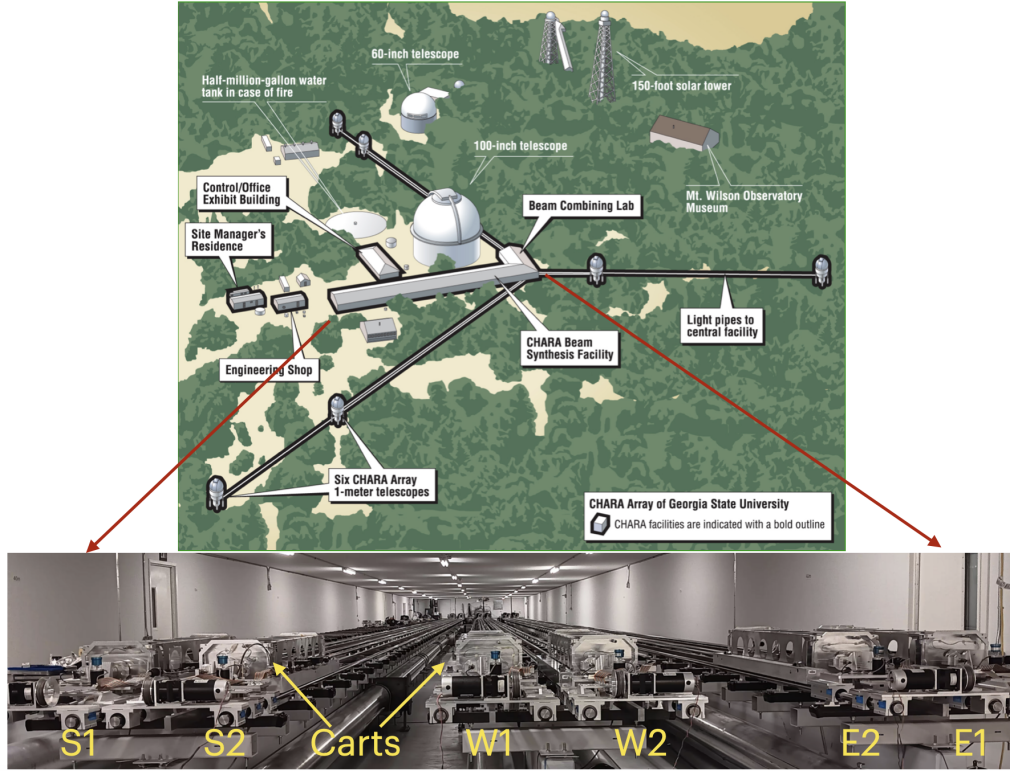 60-inch telescope
Half-million-gallon water
tank in case of fire
150-foot solar tower
100-inch telescope
Control/Office
Exhibit Building
Beam Combining Lab
Mt. Wilson Observatory
Museum
Site Manager's
Residence
Light pipes to
central facility
CHARA Beam
Synthesis Facility
Engineering Shop
Six CHARA Array
1-meter telescopes
CHARA Array of Georgia State University
CHARA facilities are indicated with a bold outline
S1 S2 Carts W1 W2 E2 E1